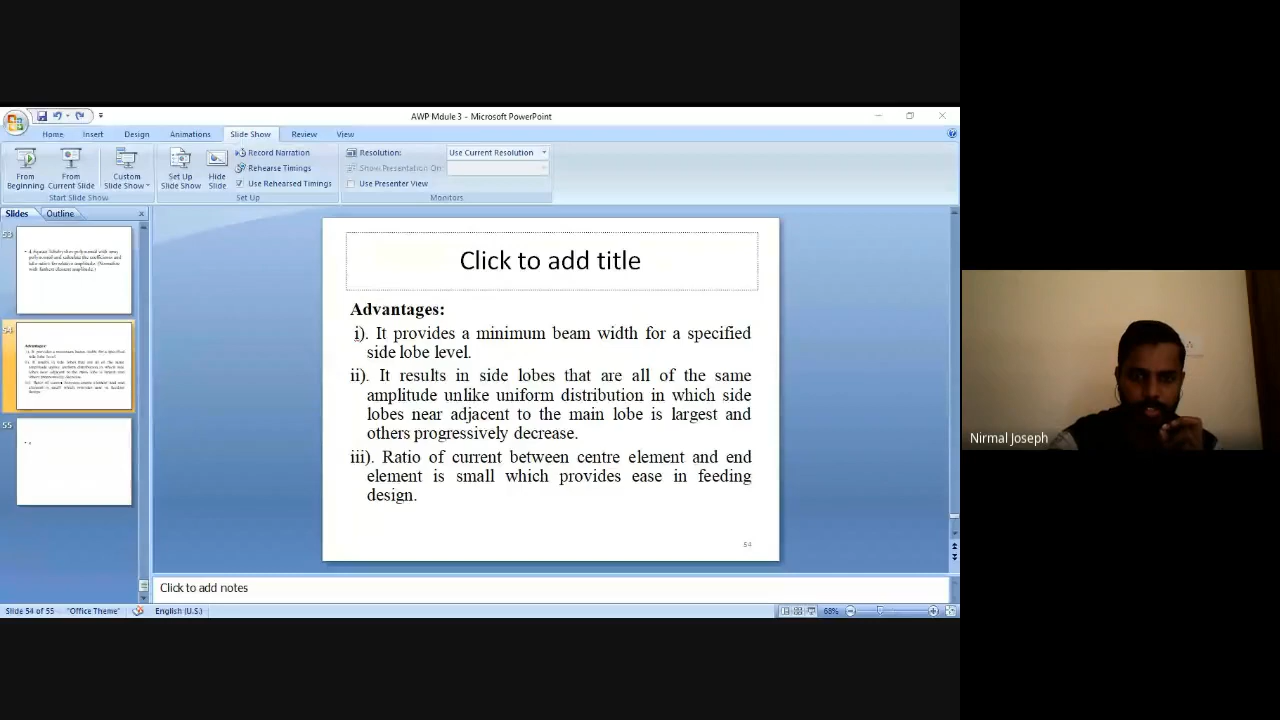 AWP Mdule 3 - Microsoft PowerPoint
Home Insert Design Animations Slide Show Review View
From Beginning
From Current Slide
Custom Slide Show
Start Slide Show
Set Up Slide Show
Hide Slide
Record Narration
Rehearse Timings
Use Rehearsed Timings
Set Up
Resolution: Use Current Resolution
Show Presentation On:
Use Presenter View
Monitors
Slides Outline
53
54
55
Click to add title
Advantages:
i). It provides a minimum beam width for a specified
side lobe level.
ii). It results in side lobes that are all of the same
amplitude unlike uniform distribution in which side
lobes near adjacent to the main lobe is largest and
others progressively decrease.
iii). Ratio of current between centre element and end
element is small which provides ease in feeding
design.
54
Click to add notes
Slide 54 of 55 "Office Theme" English (U.S.) 68%
Nirmal Joseph